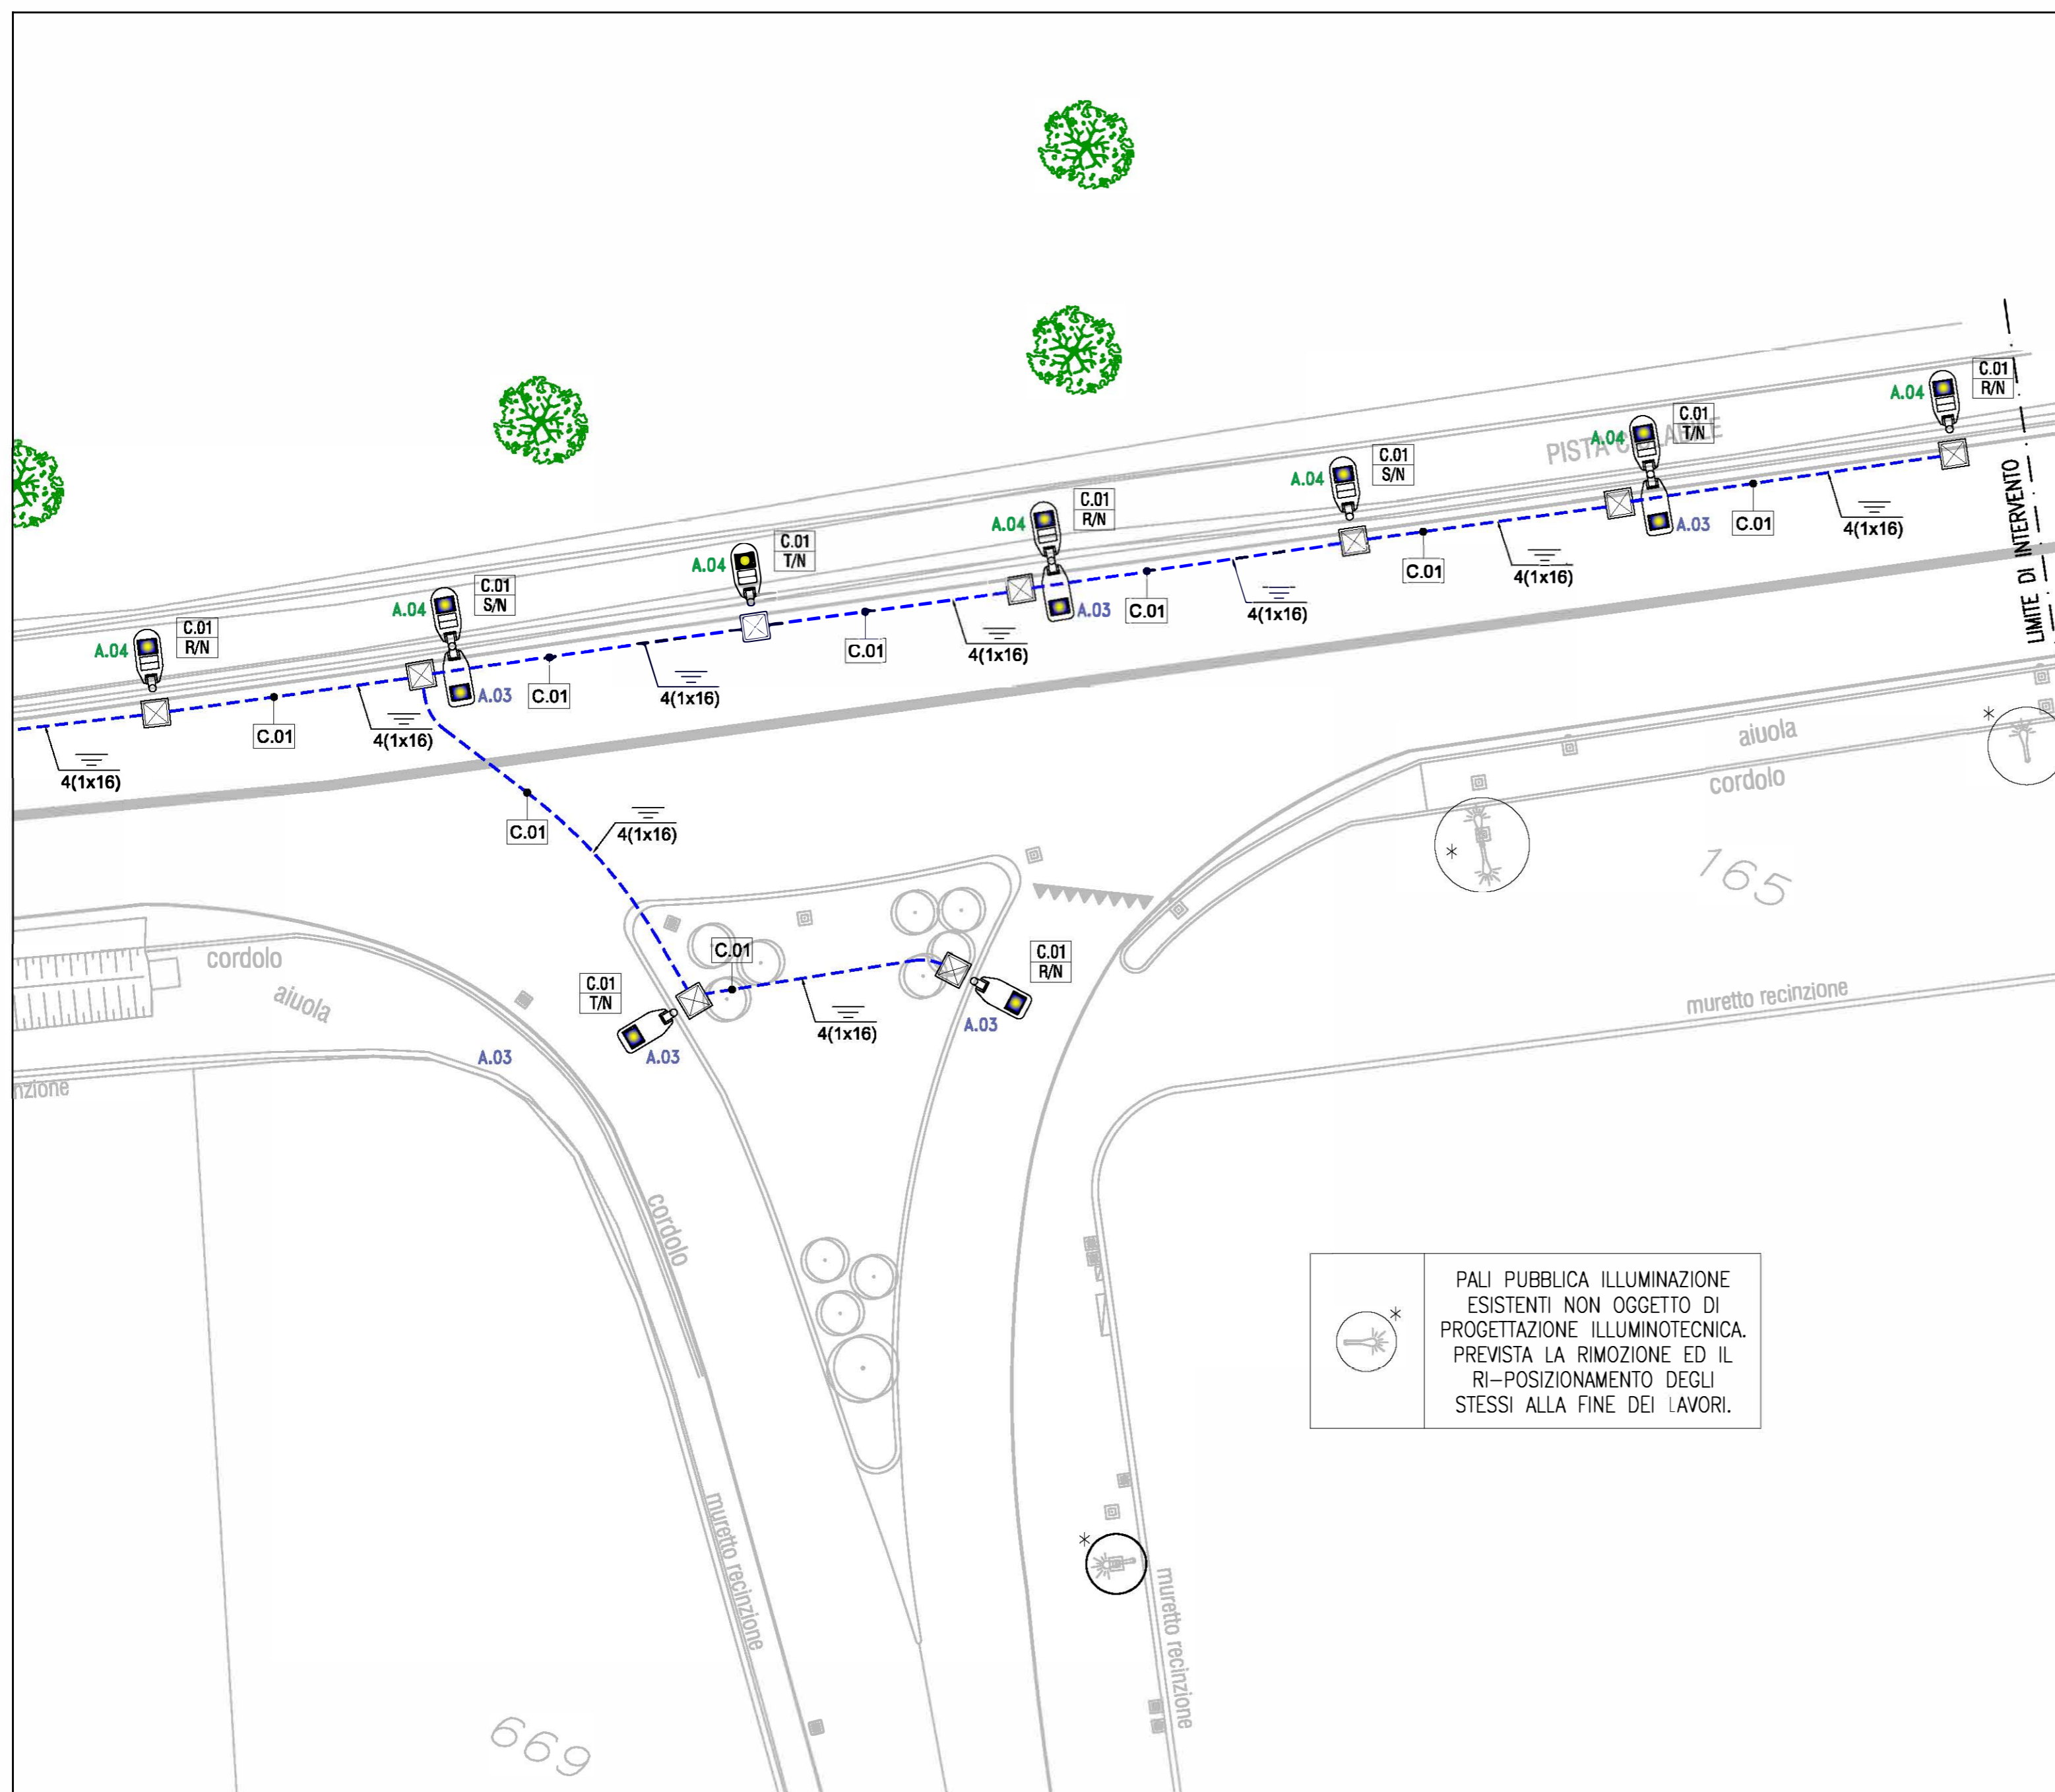 C.01
R/N
A.04
C.01
T/N
A.04
PISTA C
LIMITE DI INTERVENTO
C.01
S/N
A.04
C.01
4(1x16)
A.03
C.01
R/N
A.04
C.01
4(1x16)
C.01
T/N
A.04
A.03
C.01
4(1x16)
C.01
S/N
A.04
C.01
4(1x16)
C.01
R/N
A.04
A.03
C.01
4(1x16)
C.01
4(1x16)
4(1x16)
C.01
4(1x16)
aiuola
cordolo
165
*
*
cordolo
aiuola
C.01
C.01
R/N
C.01
T/N
4(1x16)
A.03
A.03
A.03
muretto recinzione
nzione
cordolo
*
PALI PUBBLICA ILLUMINAZIONE
ESISTENTI NON OGGETTO DI
PROGETTAZIONE ILLUMINOTECNICA.
PREVISTA LA RIMOZIONE ED IL
RI-POSIZIONAMENTO DEGLI
STESSI ALLA FINE DEI LAVORI.
muretto recinzione
*
muretto recinzione
669